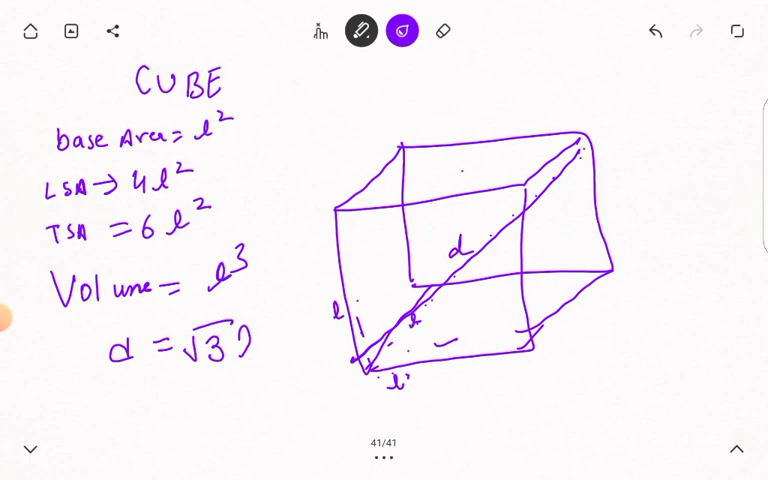 CUBE
base Area = l²
LSA → 4l²
TSA = 6l²
Volume = l³
d = √3
d
l
l
l
41/41